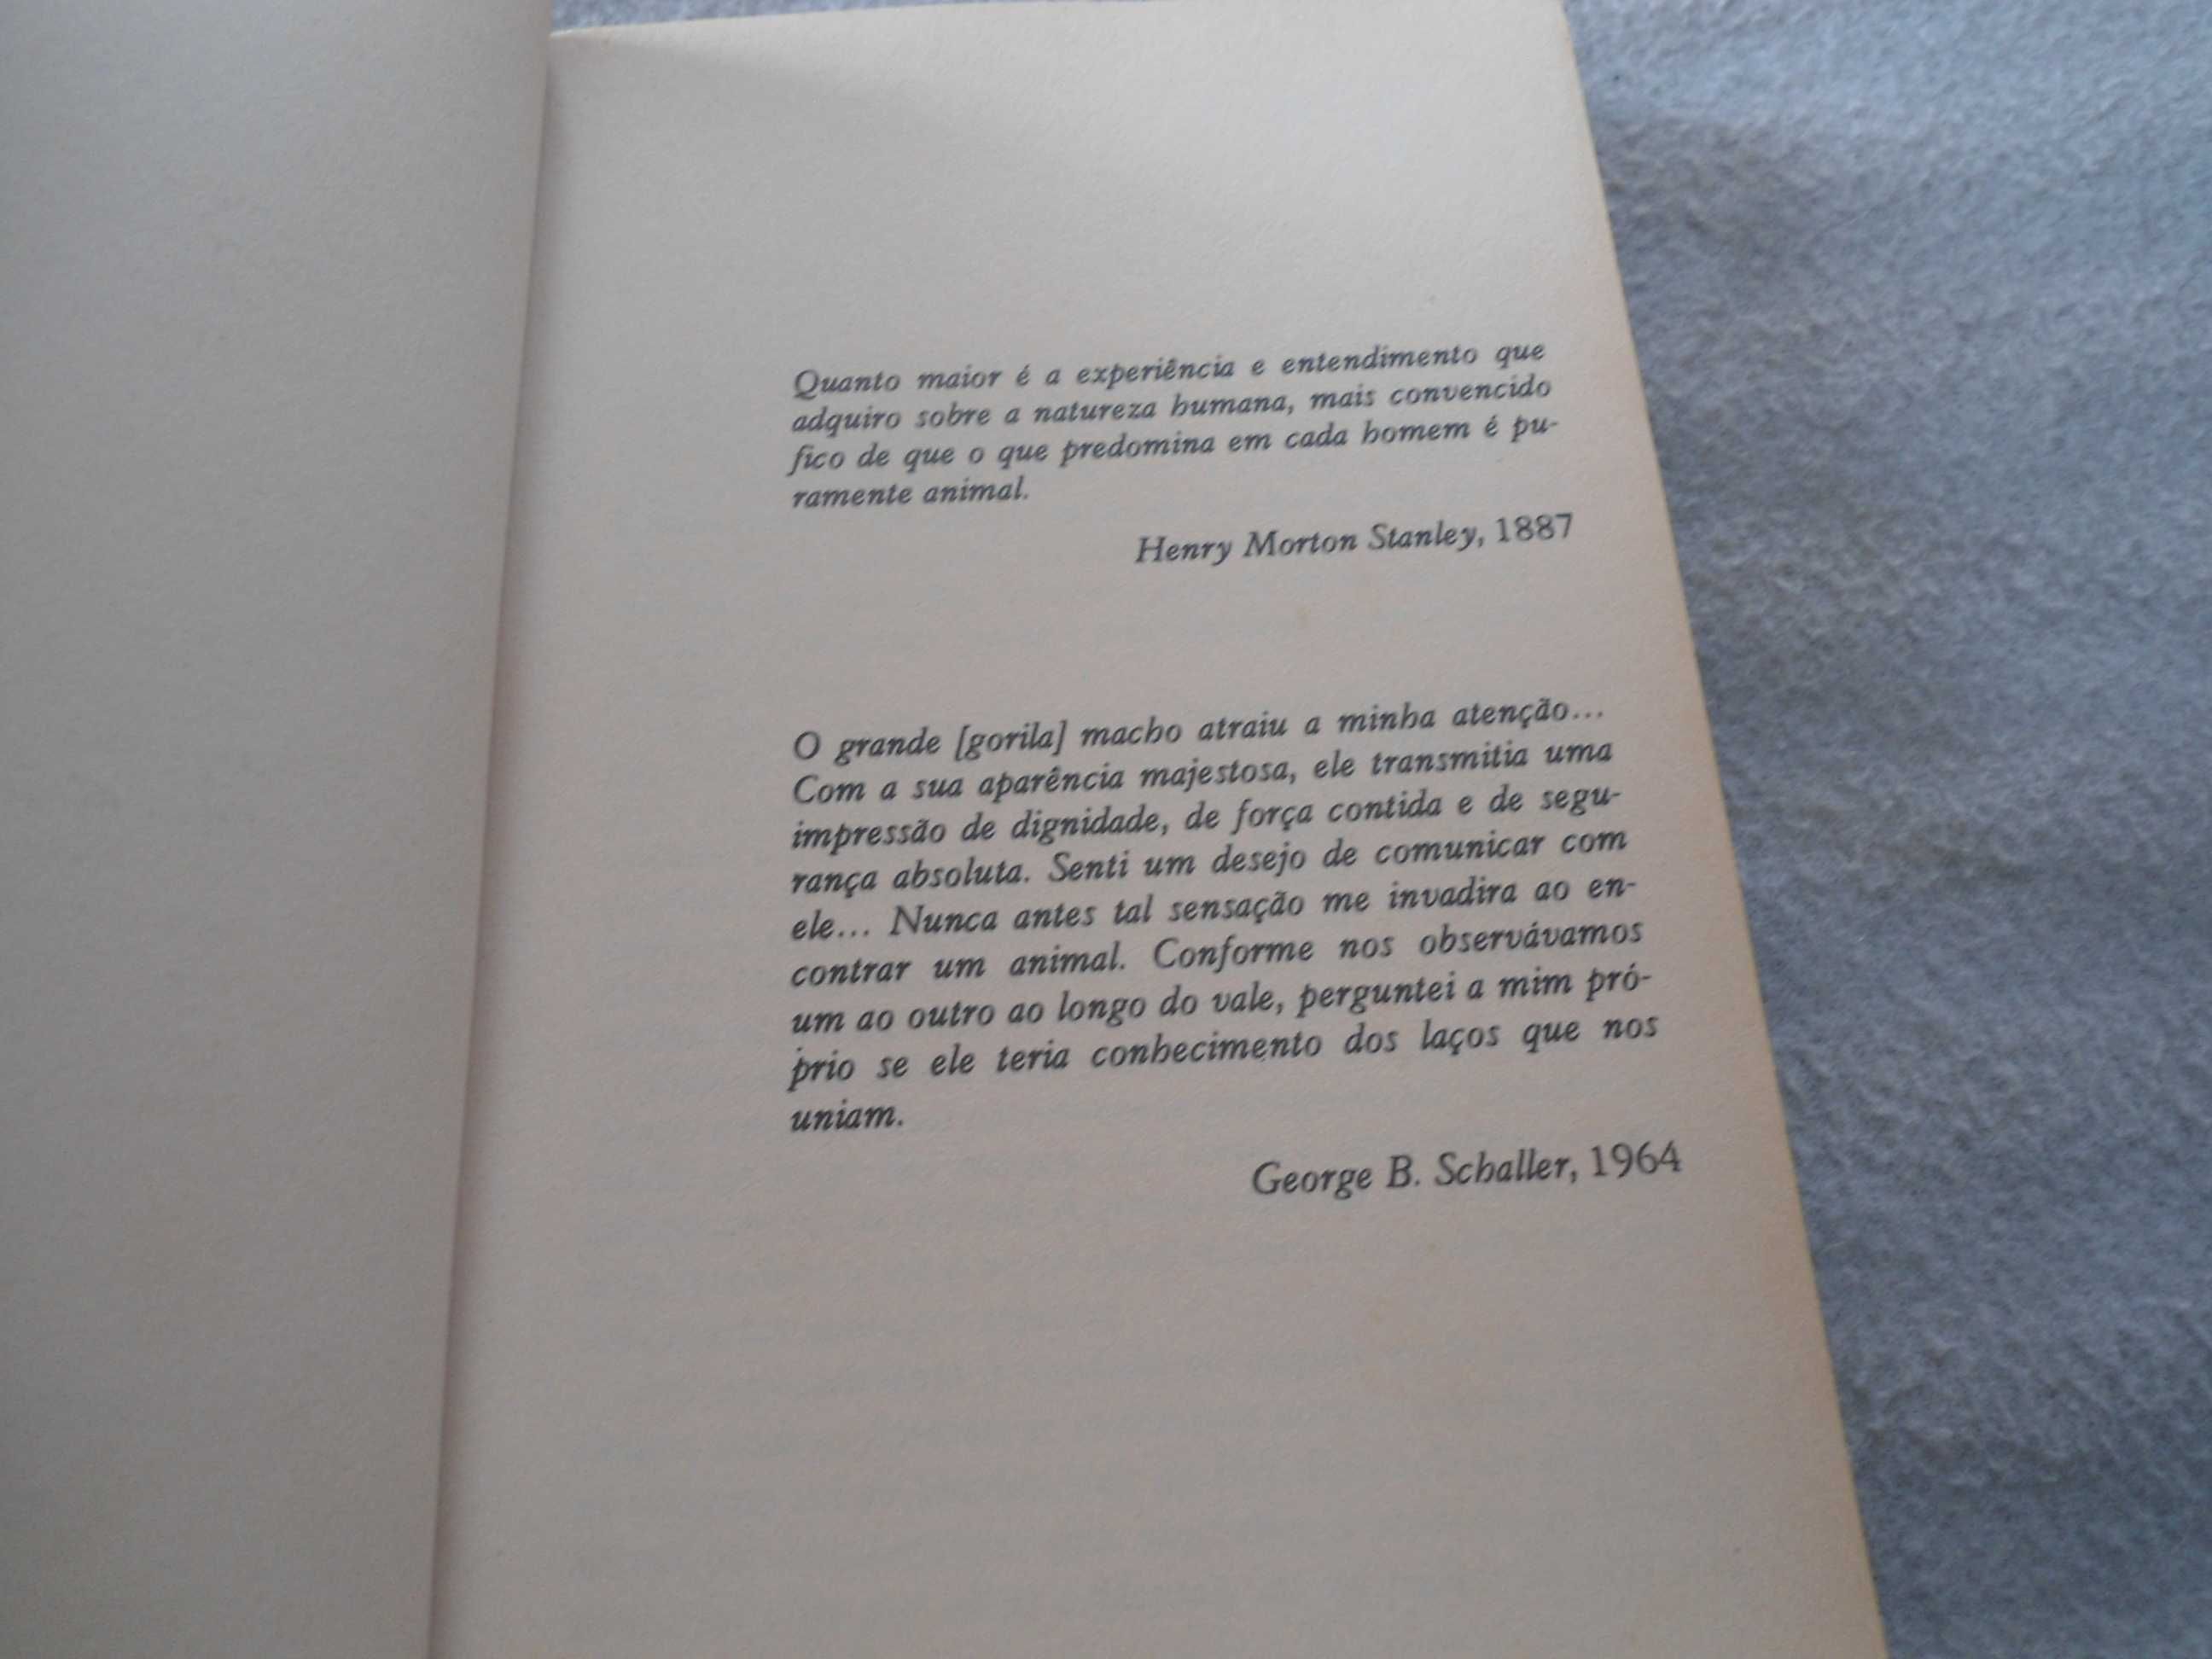 Quanto maior é a experiência e entendimento que
adquiro sobre a natureza humana, mais convencido
fico de que o que predomina em cada homem é pu-
ramente animal.
Henry Morton Stanley, 1887
O grande [gorila] macho atraiu a minha atenção...
Com a sua aparência majestosa, ele transmitia uma
impressão de dignidade, de força contida e de segu-
rança absoluta. Senti um desejo de comunicar com
ele... Nunca antes tal sensação me invadira ao en-
contrar um animal. Conforme nos observávamos
um ao outro ao longo do vale, perguntei a mim pró-
prio se ele teria conhecimento dos laços que nos
uniam.
George B. Schaller, 1964